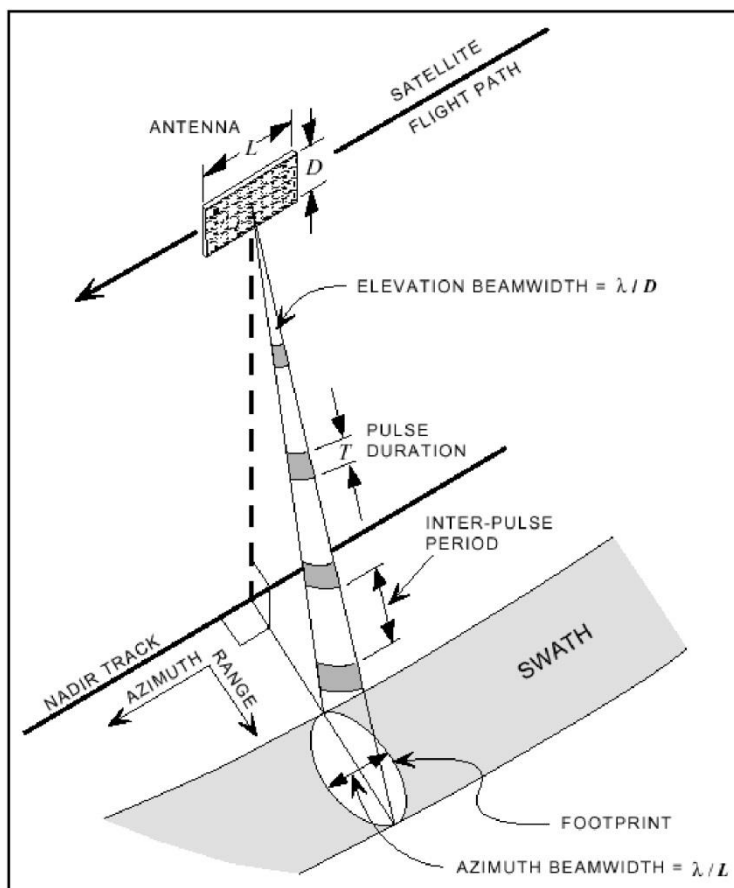 SATELLITE
FLIGHT PATH
ANTENNA
L
D
ELEVATION BEAMWIDTH = λ / D
PULSE
DURATION
T
INTER-PULSE
PERIOD
NADIR TRACK
AZIMUTH
RANGE
SWATH
FOOTPRINT
AZIMUTH BEAMWIDTH = λ/L